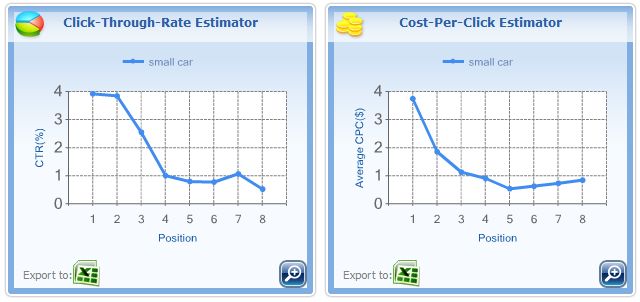 Click-Through-Rate Estimator
small car
4
3
2
1
0
CTR(%)
1 2 3 4 5 6 7 8
Position
Export to:
Cost-Per-Click Estimator
small car
4
3
2
1
0
Average CPC($)
1 2 3 4 5 6 7 8
Position
Export to: